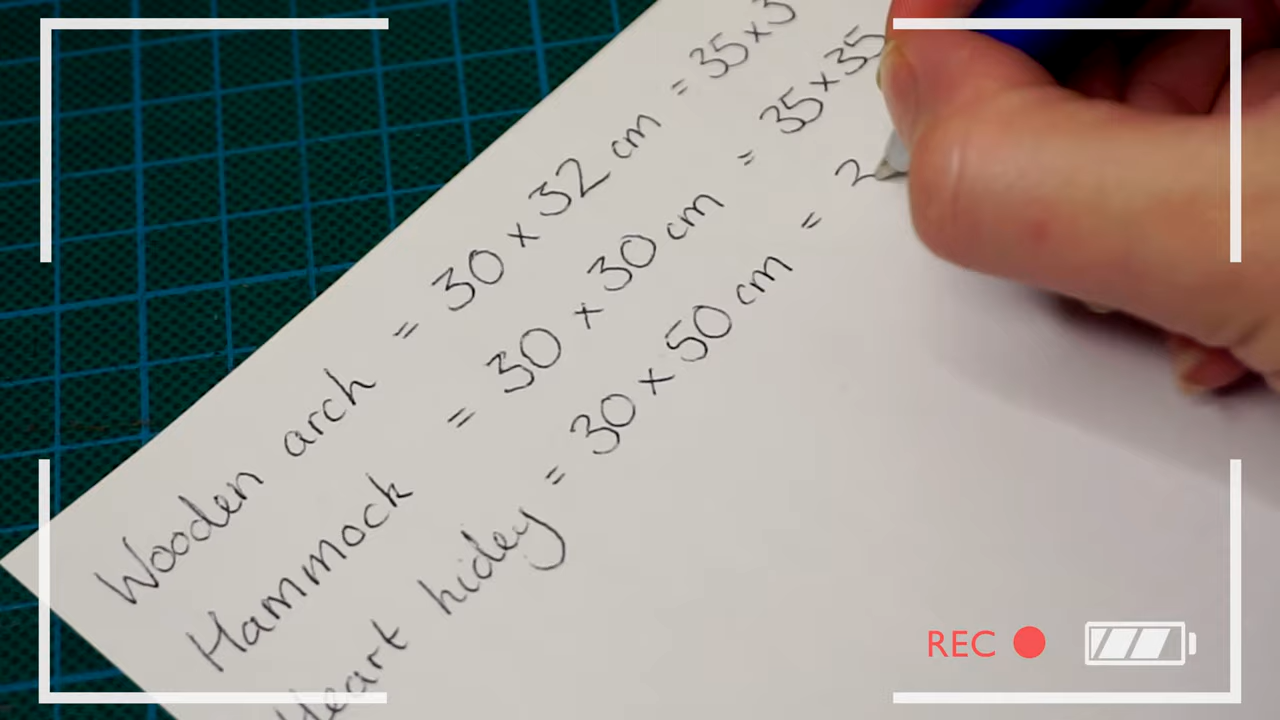 Wooden arch = 30 x 32 cm = 35 x 3
Hammock = 30 x 30 cm = 35 x 35
Heart hidey = 30 x 50 cm =
REC